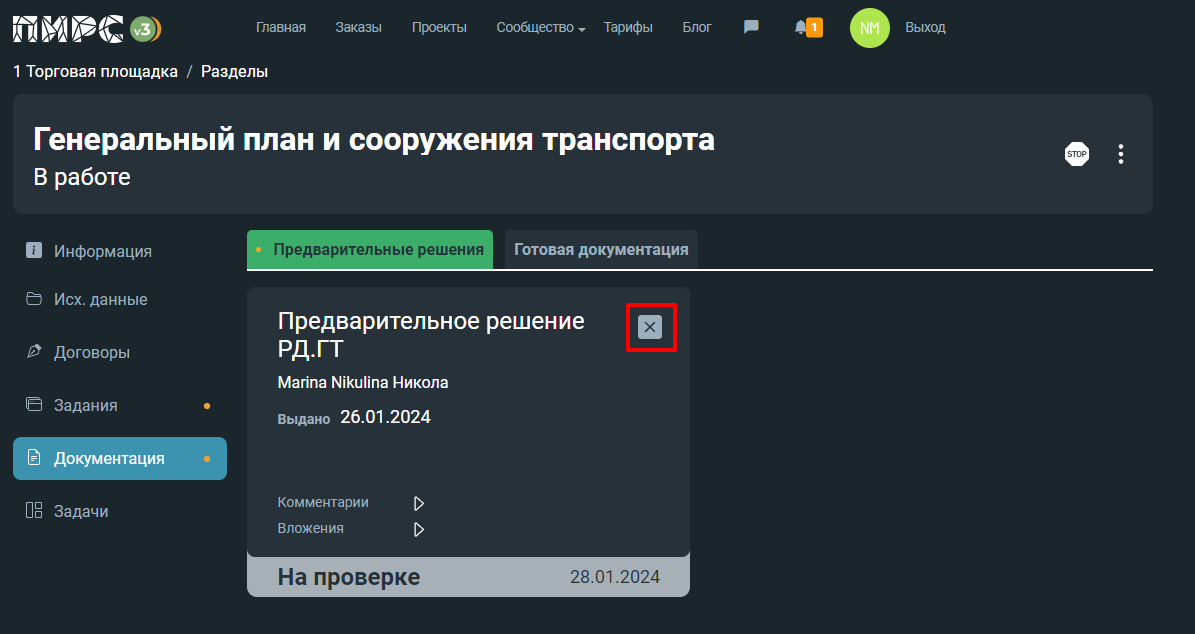 ПИРС v3
Главная Заказы Проекты Сообщество Тарифы Блог 1 NM Выход
1 Торговая площадка / Разделы
Генеральный план и сооружения транспорта
В работе
STOP
Информация
Исх. данные
Договоры
Задания
Документация
Задачи
Предварительные решения Готовая документация
Предварительное решение
РД.ГТ
Marina Nikulina Никола
Выдано 26.01.2024
Комментарии
Вложения
На проверке 28.01.2024